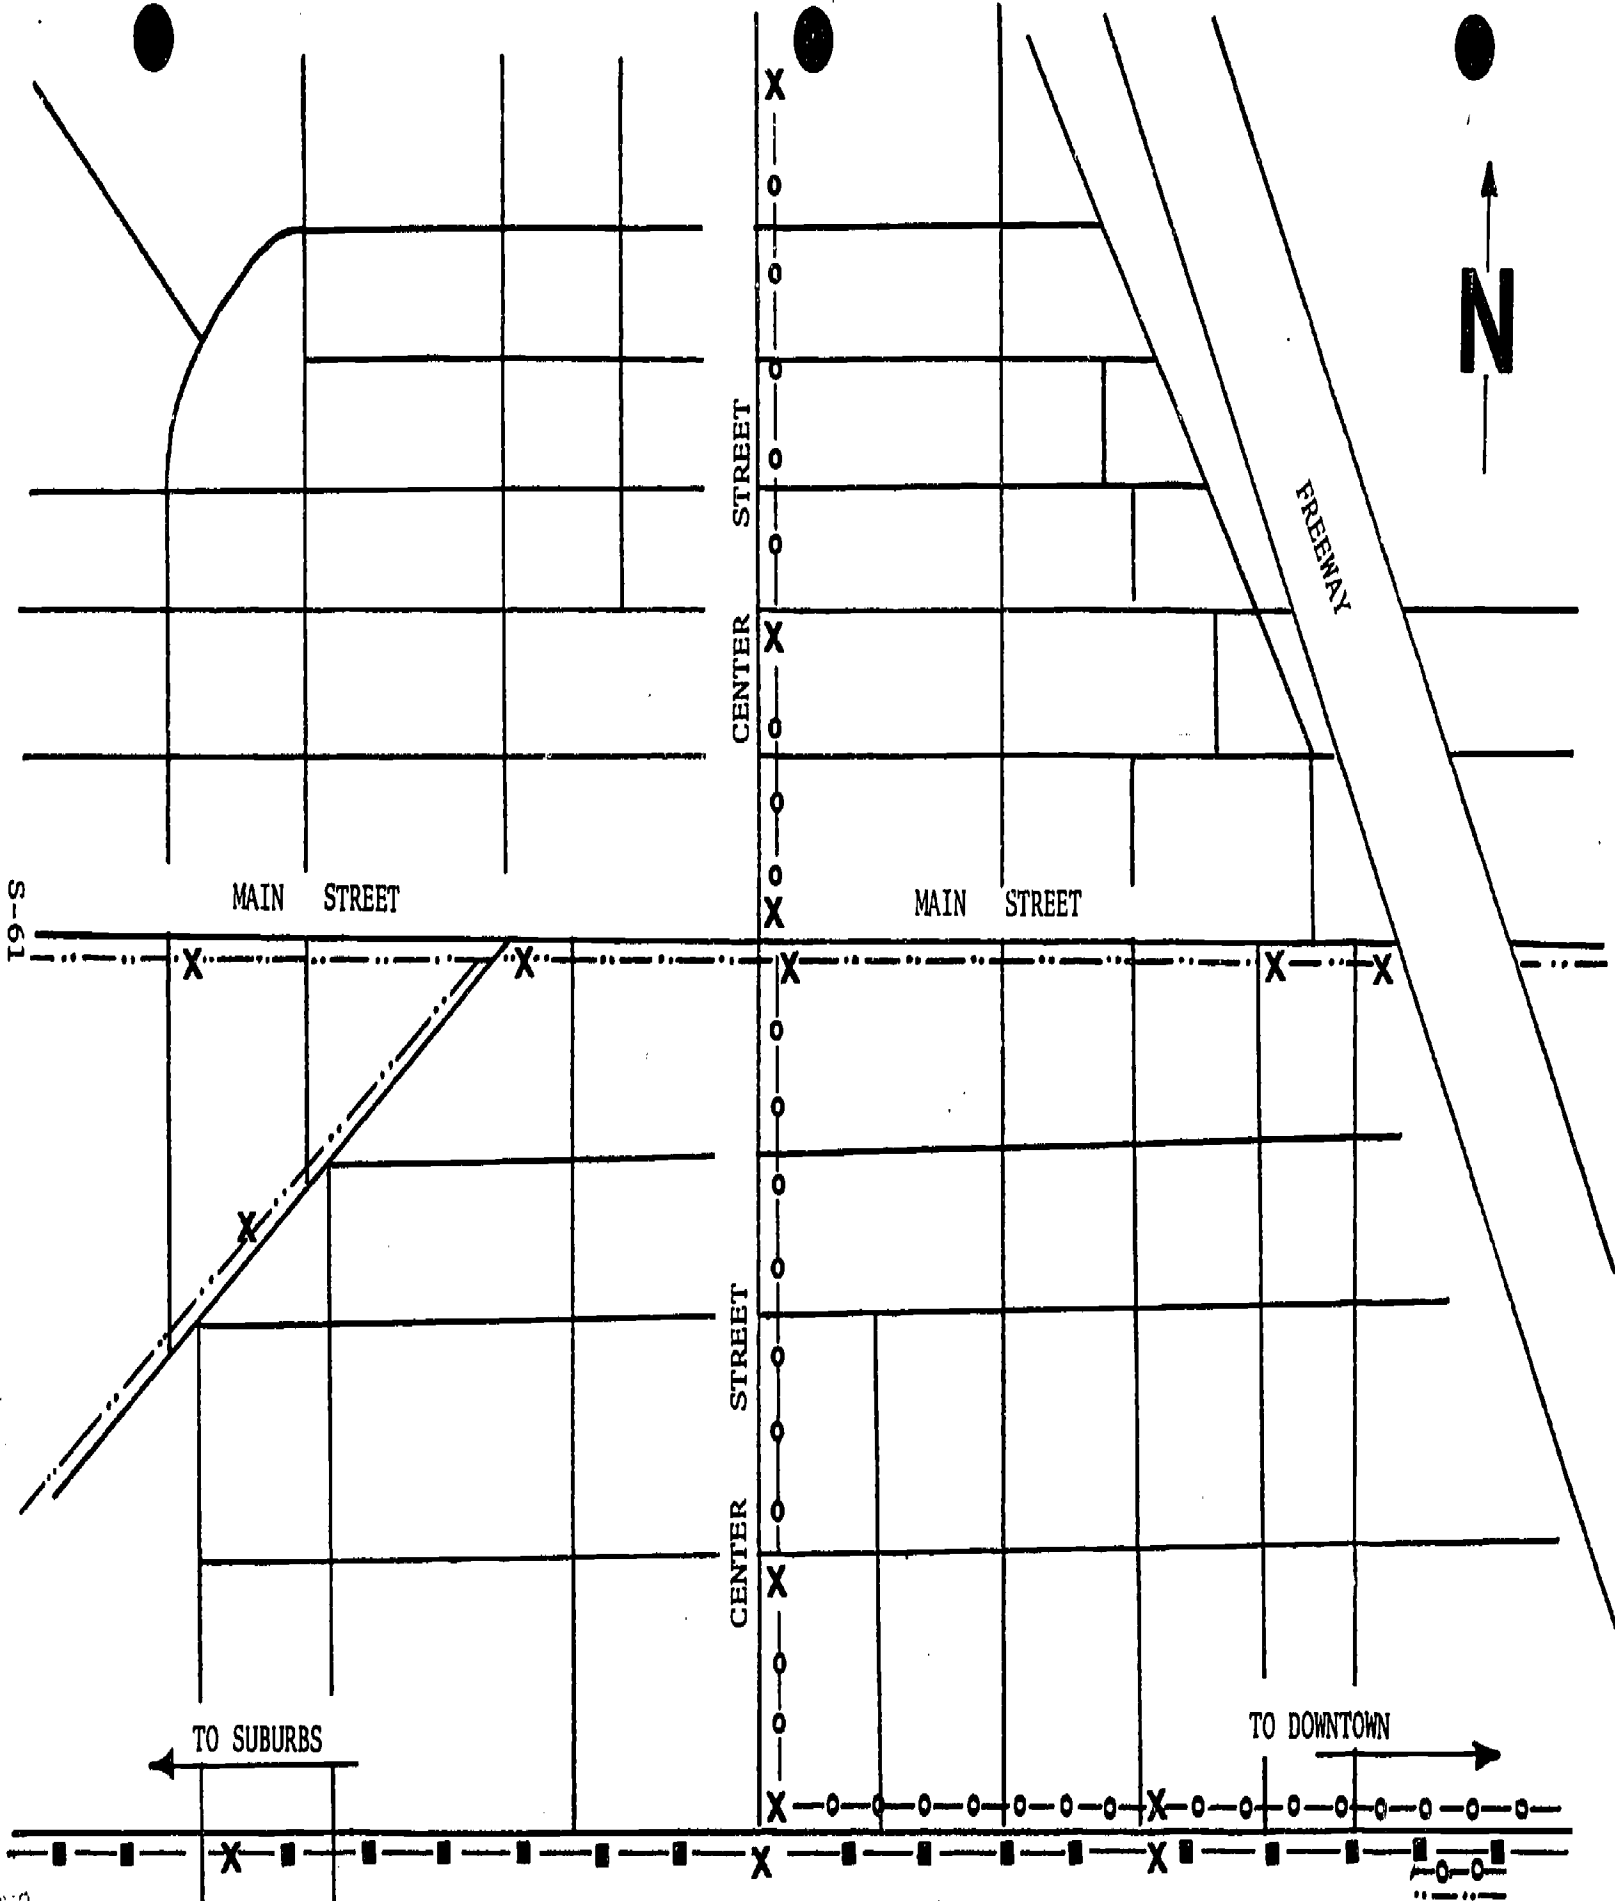 N
STREET
FREEWAY
CENTER
MAIN STREET
MAIN STREET
S-61
STREET
CENTER
TO SUBURBS
TO DOWNTOWN